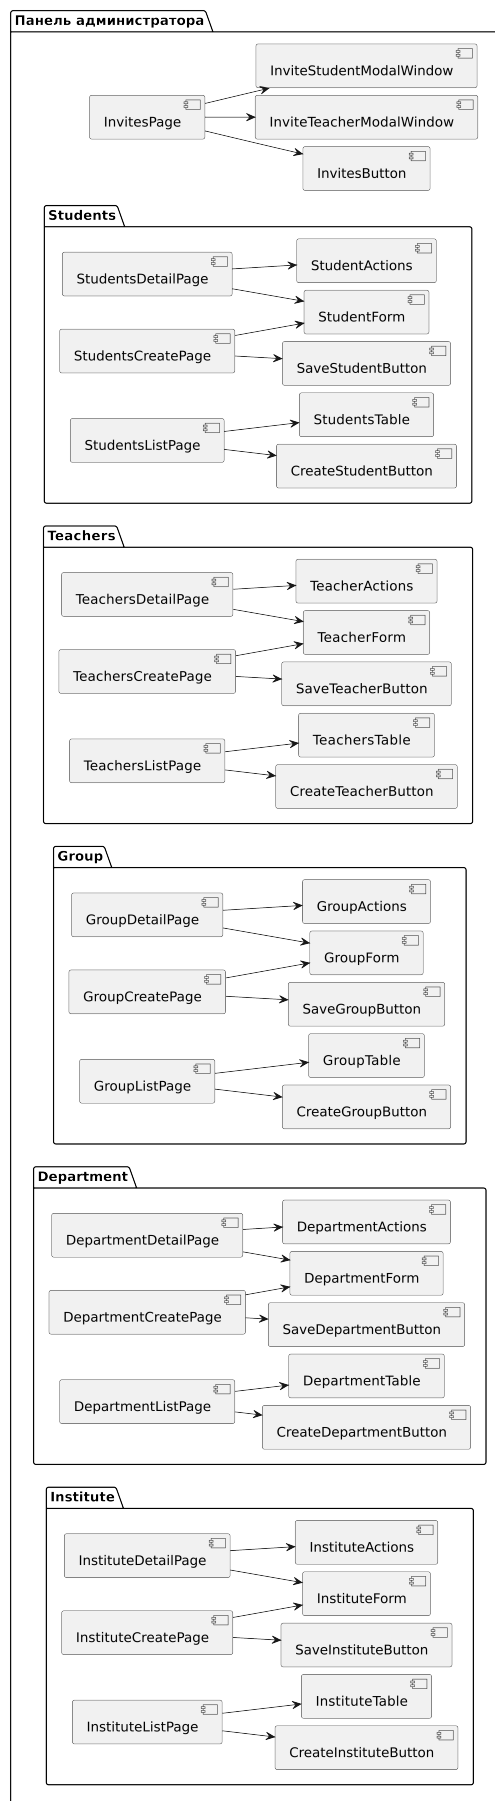 Панель администратора
InviteStudentModalWindow
InvitesPage
InviteTeacherModalWindow
InvitesButton
Students
StudentsDetailPage
StudentActions
StudentForm
StudentsCreatePage
SaveStudentButton
StudentsListPage
StudentsTable
CreateStudentButton
Teachers
TeachersDetailPage
TeacherActions
TeacherForm
TeachersCreatePage
SaveTeacherButton
TeachersListPage
TeachersTable
CreateTeacherButton
Group
GroupDetailPage
GroupActions
GroupForm
GroupCreatePage
SaveGroupButton
GroupListPage
GroupTable
CreateGroupButton
Department
DepartmentDetailPage
DepartmentActions
DepartmentForm
DepartmentCreatePage
SaveDepartmentButton
DepartmentListPage
DepartmentTable
CreateDepartmentButton
Institute
InstituteDetailPage
InstituteActions
InstituteForm
InstituteCreatePage
SaveInstituteButton
InstituteListPage
InstituteTable
CreateInstituteButton